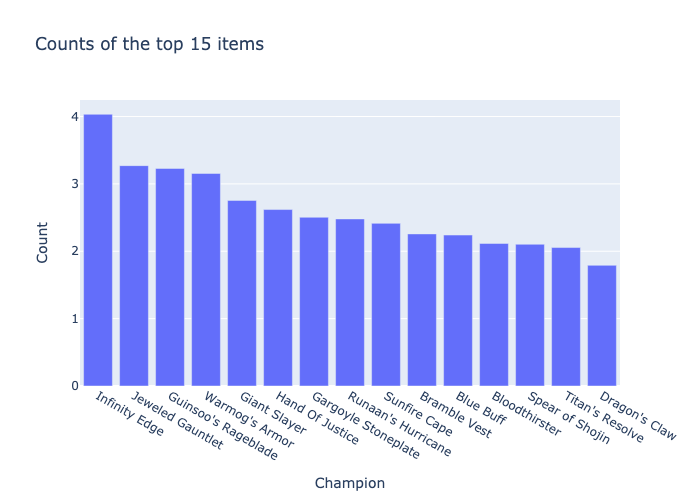 Counts of the top 15 items
Count
4
3
2
1
0
Infinity Edge
Jeweled Gauntlet
Guinsoo's Rageblade
Warmog's Armor
Giant Slayer
Hand Of Justice
Gargoyle Stoneplate
Runaan's Hurricane
Sunfire Cape
Bramble Vest
Blue Buff
Bloodthirster
Spear of Shojin
Titan's Resolve
Dragon's Claw
Champion